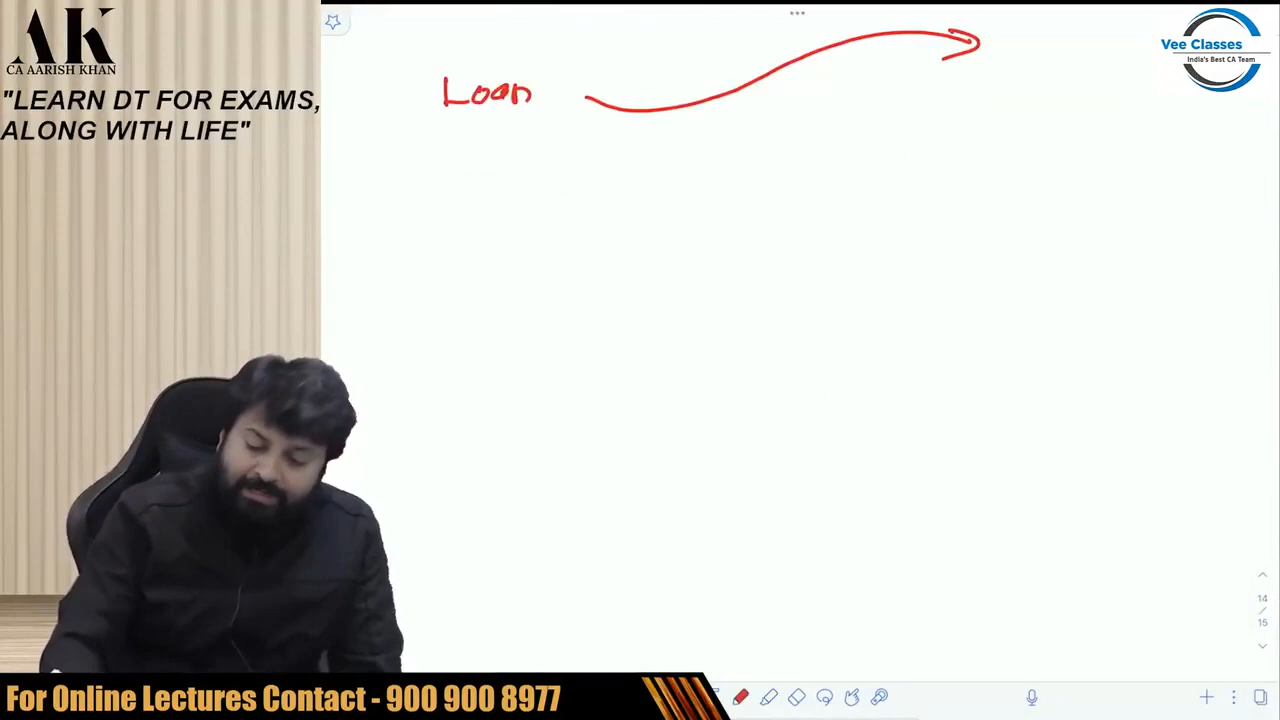 AK
CA AARISH KHAN
"LEARN DT FOR EXAMS,
ALONG WITH LIFE"
Loan
Vee Classes
India's Best CA Team
14
/
15
For Online Lectures Contact - 900 900 8977